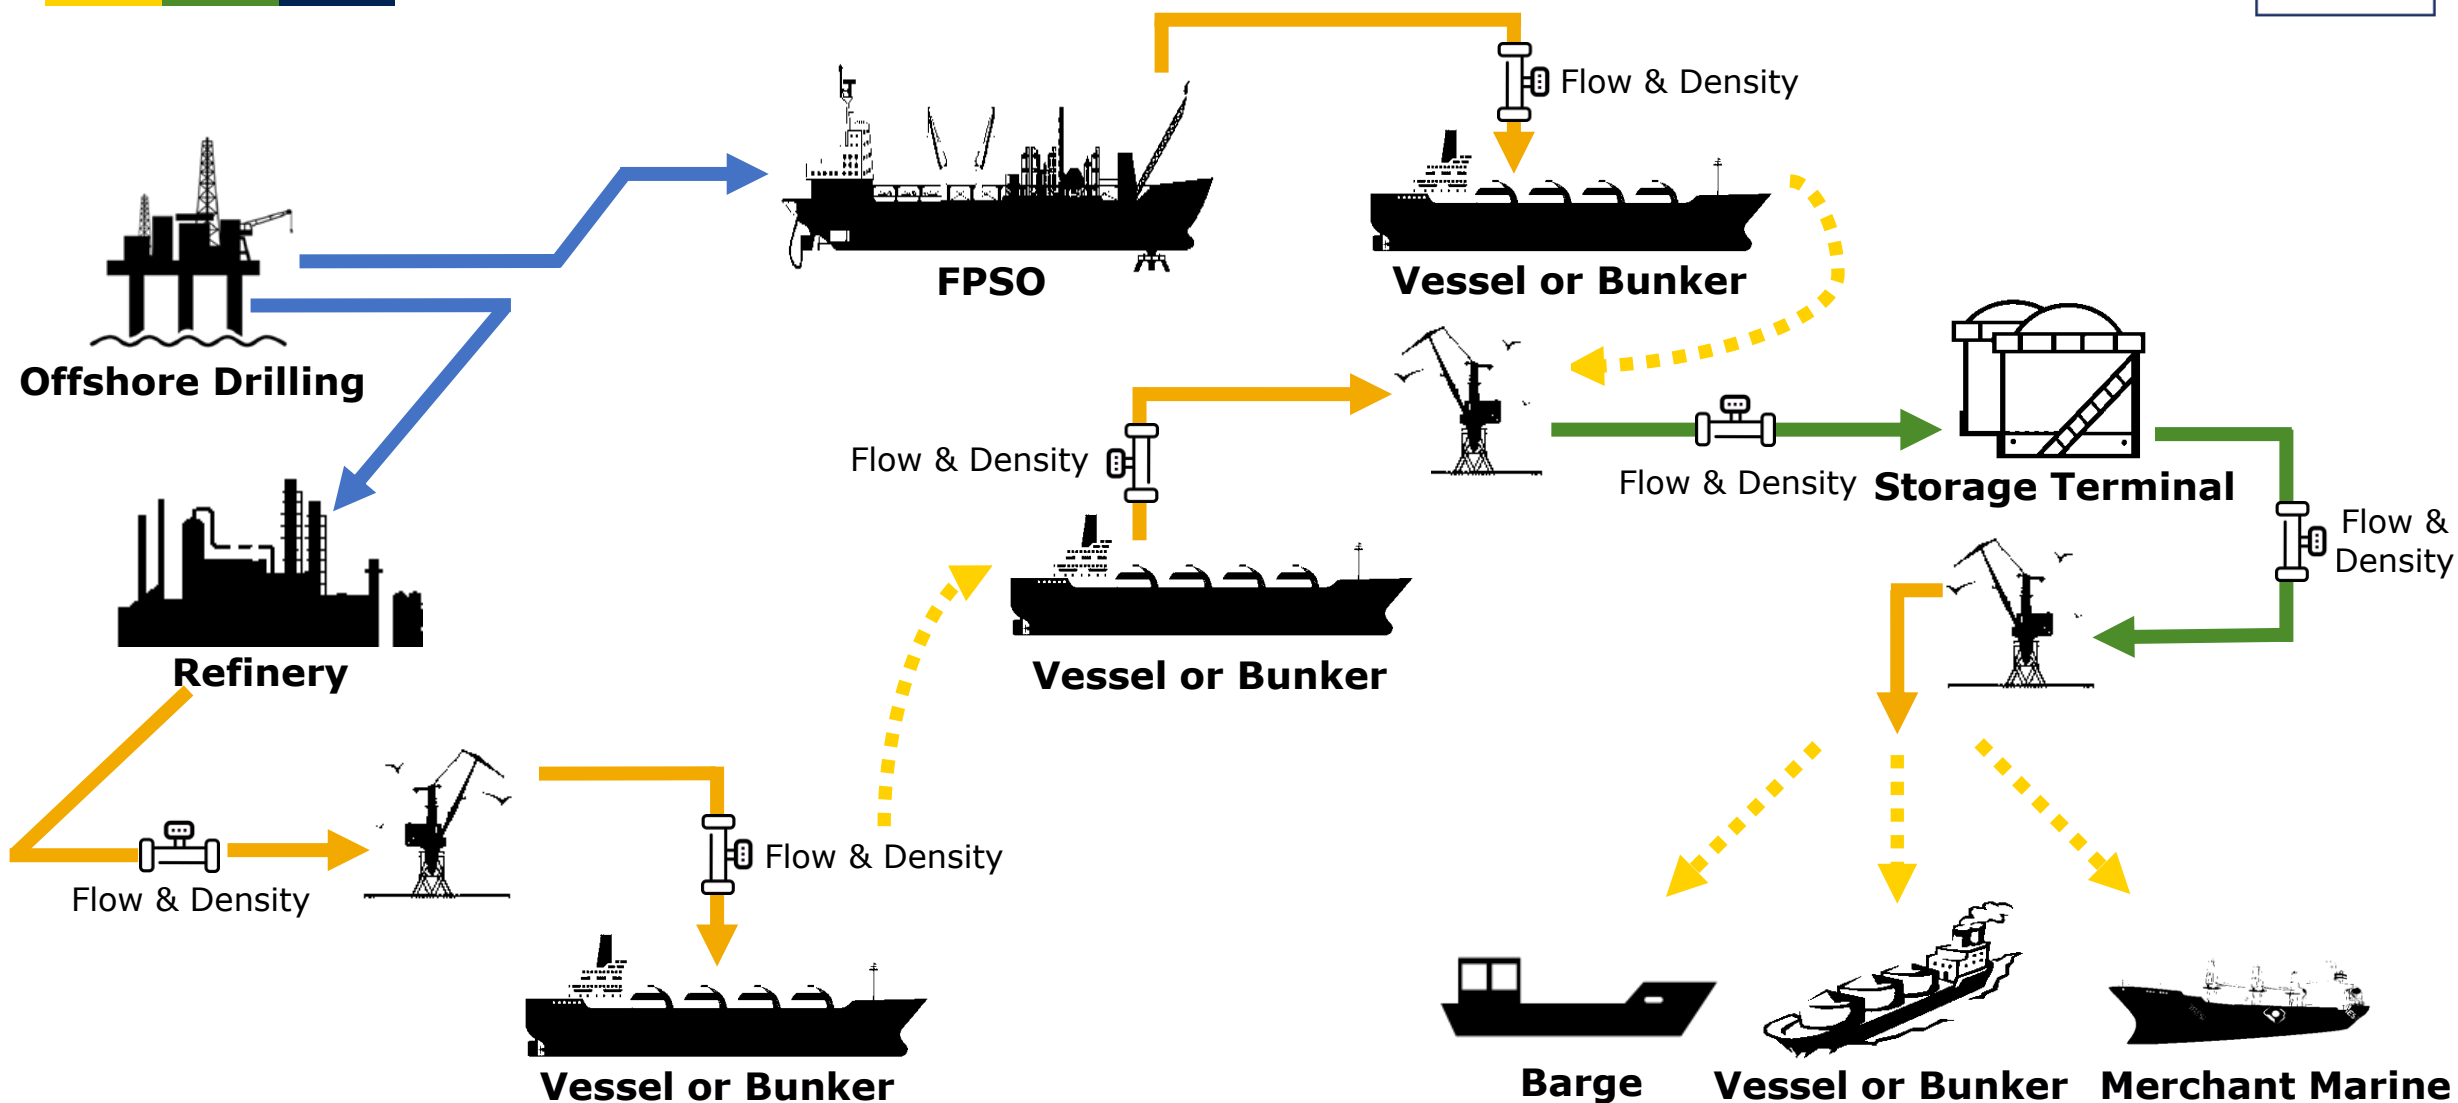 Flow & Density
FPSO
Vessel or Bunker
Offshore Drilling
Flow & Density
Flow & Density
Storage Terminal
Flow &
Density
Refinery
Vessel or Bunker
Flow & Density
Flow & Density
Vessel or Bunker
Barge
Vessel or Bunker
Merchant Marine